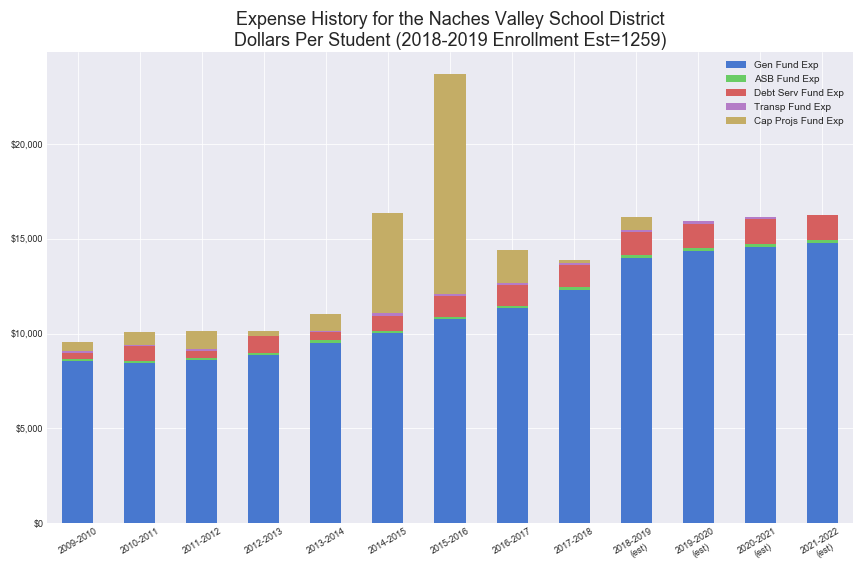 Expense History for the Naches Valley School District
Dollars Per Student (2018-2019 Enrollment Est=1259)
Gen Fund Exp
ASB Fund Exp
Debt Serv Fund Exp
Transp Fund Exp
Cap Projs Fund Exp
$20,000
$15,000
$10,000
$5,000
$0
2009-2010
2010-2011
2011-2012
2012-2013
2013-2014
2014-2015
2015-2016
2016-2017
2017-2018
2018-2019
(est)
2019-2020
(est)
2020-2021
(est)
2021-2022
(est)